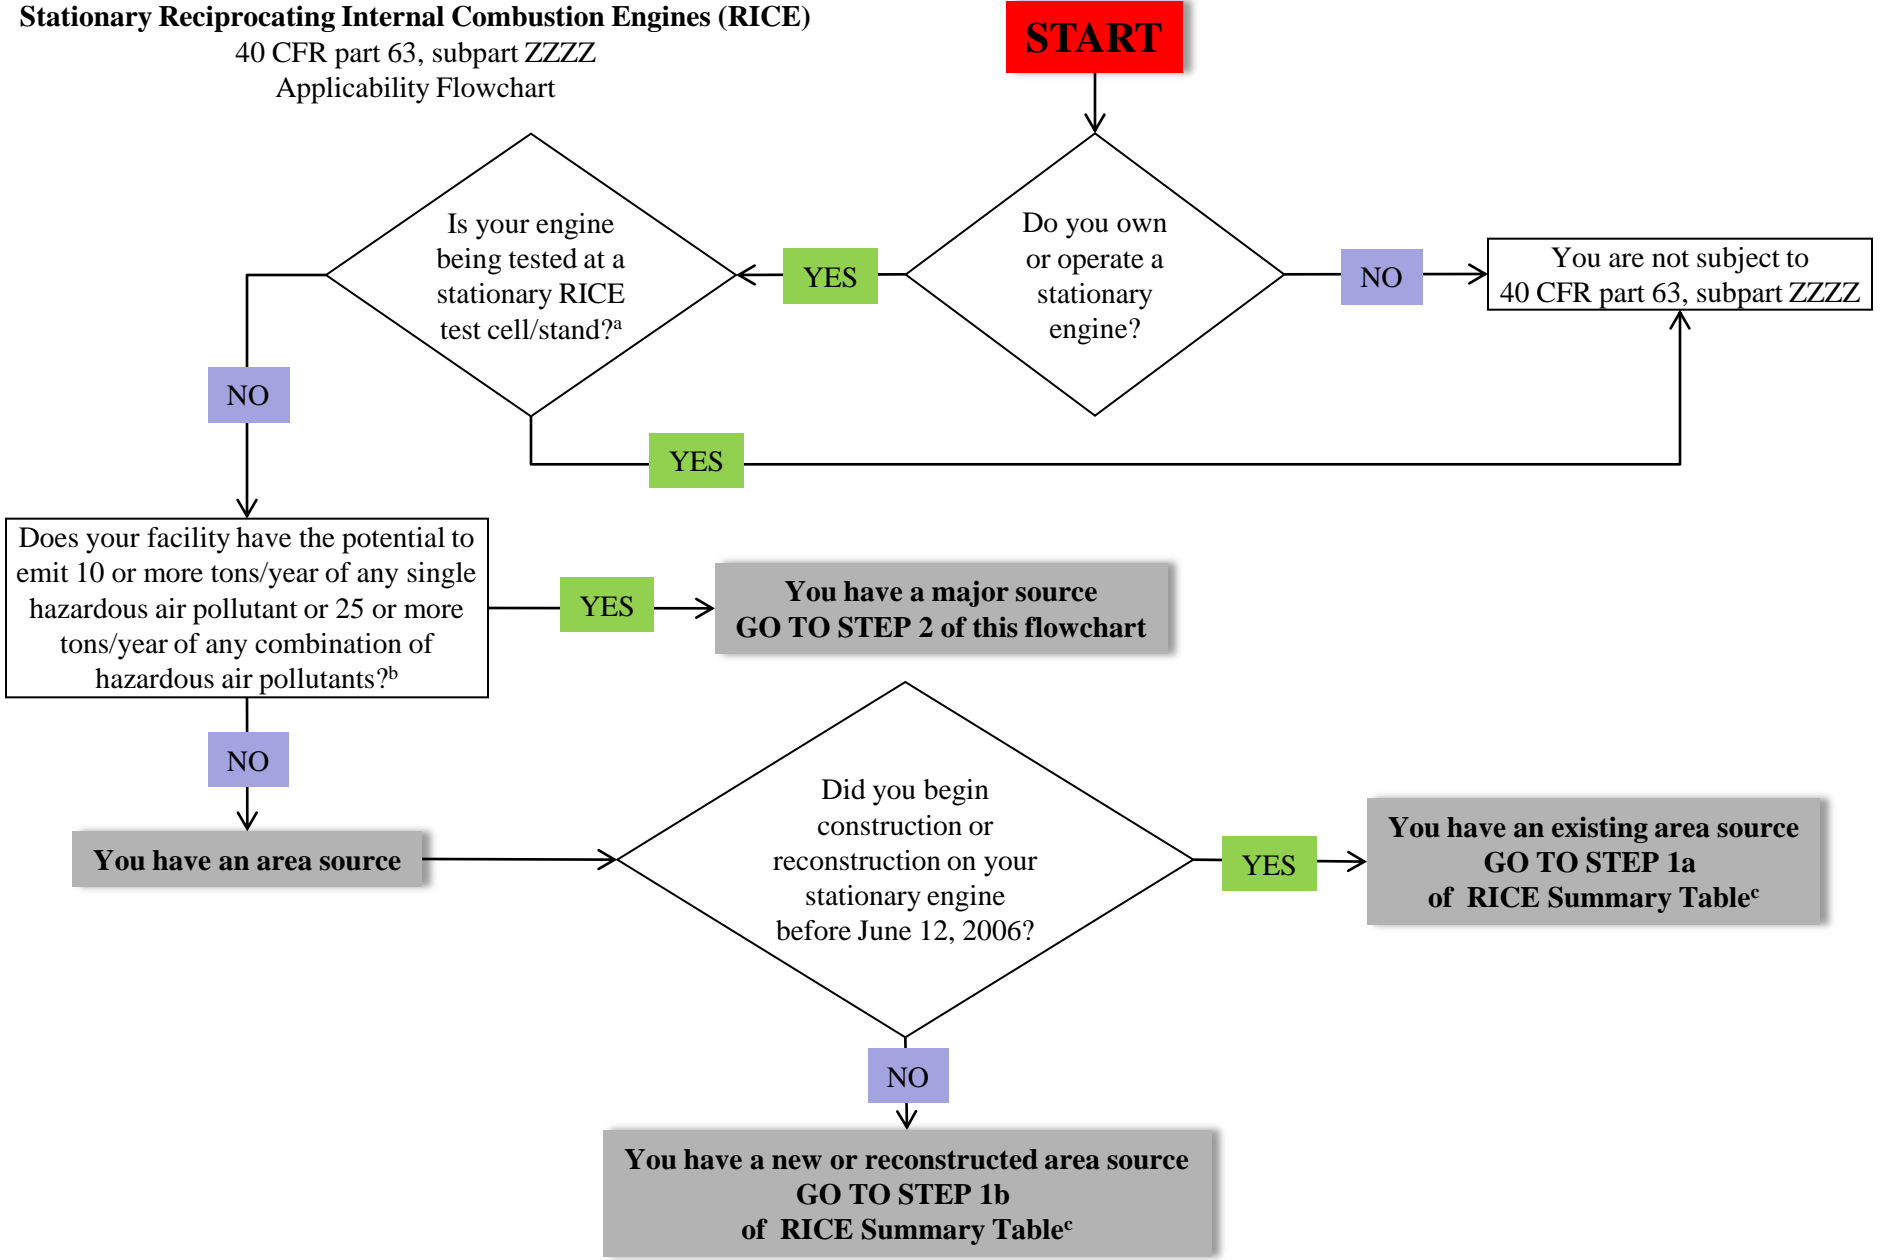 Stationary Reciprocating Internal Combustion Engines (RICE)
40 CFR part 63, subpart ZZZZ
Applicability Flowchart
START
Do you own
or operate a
stationary
engine?
NO
You are not subject to
40 CFR part 63, subpart ZZZZ
YES
Is your engine
being tested at a
stationary RICE
test cell/stand?ᵃ
YES
NO
Does your facility have the potential to
emit 10 or more tons/year of any single
hazardous air pollutant or 25 or more
tons/year of any combination of
hazardous air pollutants?ᵇ
YES
You have a major source
GO TO STEP 2 of this flowchart
NO
You have an area source
Did you begin
construction or
reconstruction on your
stationary engine
before June 12, 2006?
YES
You have an existing area source
GO TO STEP 1a
of RICE Summary Tableᶜ
NO
You have a new or reconstructed area source
GO TO STEP 1b
of RICE Summary Tableᶜ